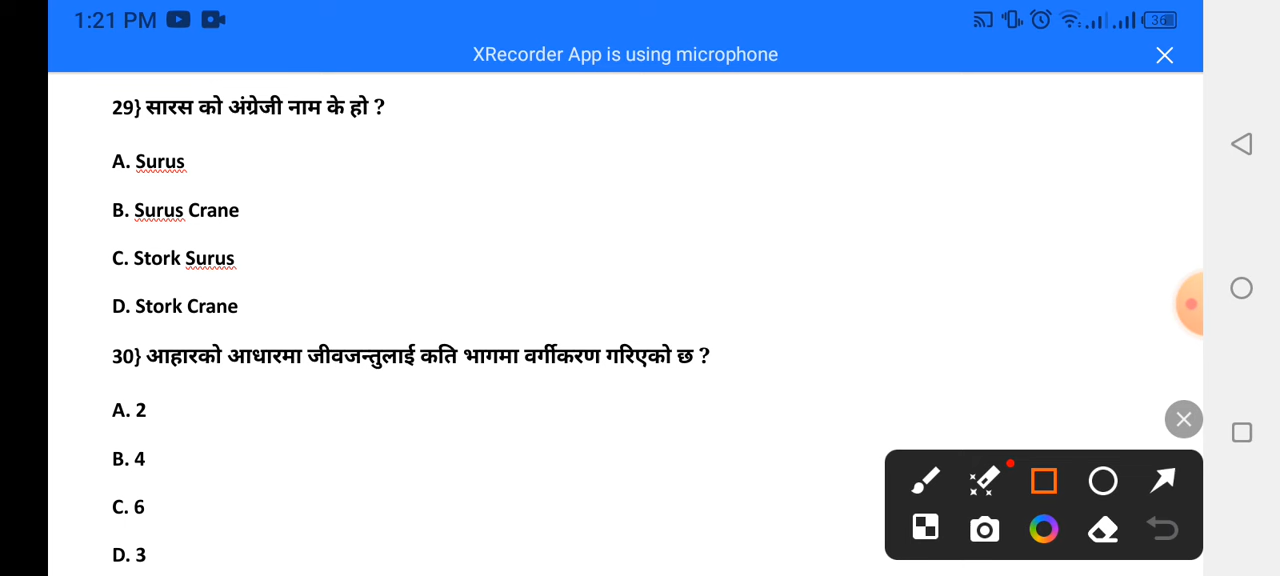 1:21 PM
36
XRecorder App is using microphone
29} सारस को अंग्रेजी नाम के हो ?
A. Surus
B. Surus Crane
C. Stork Surus
D. Stork Crane
30} आहारको आधारमा जीवजन्तुलाई कति भागमा वर्गीकरण गरिएको छ ?
A. 2
B. 4
C. 6
D. 3